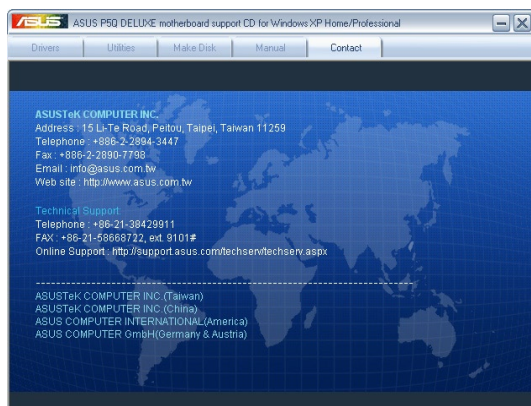 ASUS ASUS P5Q DELUXE motherboard support CD for Windows XP Home/Professional
Drivers Utilities Make Disk Manual Contact
ASUSTeK COMPUTER INC.
Address : 15 Li-Te Road, Peitou, Taipei, Taiwan 11259
Telephone : +886-2-2894-3447
Fax : +886-2-2890-7798
Email : info@asus.com.tw
Web site : http://www.asus.com.tw
Technical Support
Telephone : +86-21-38429911
FAX : +86-21-58668722, ext. 9101#
Online Support : http://support.asus.com/techserv/techserv.aspx
ASUSTeK COMPUTER INC.(Taiwan)
ASUSTeK COMPUTER INC.(China)
ASUS COMPUTER INTERNATIONAL(America)
ASUS COMPUTER GmbH(Germany & Austria)